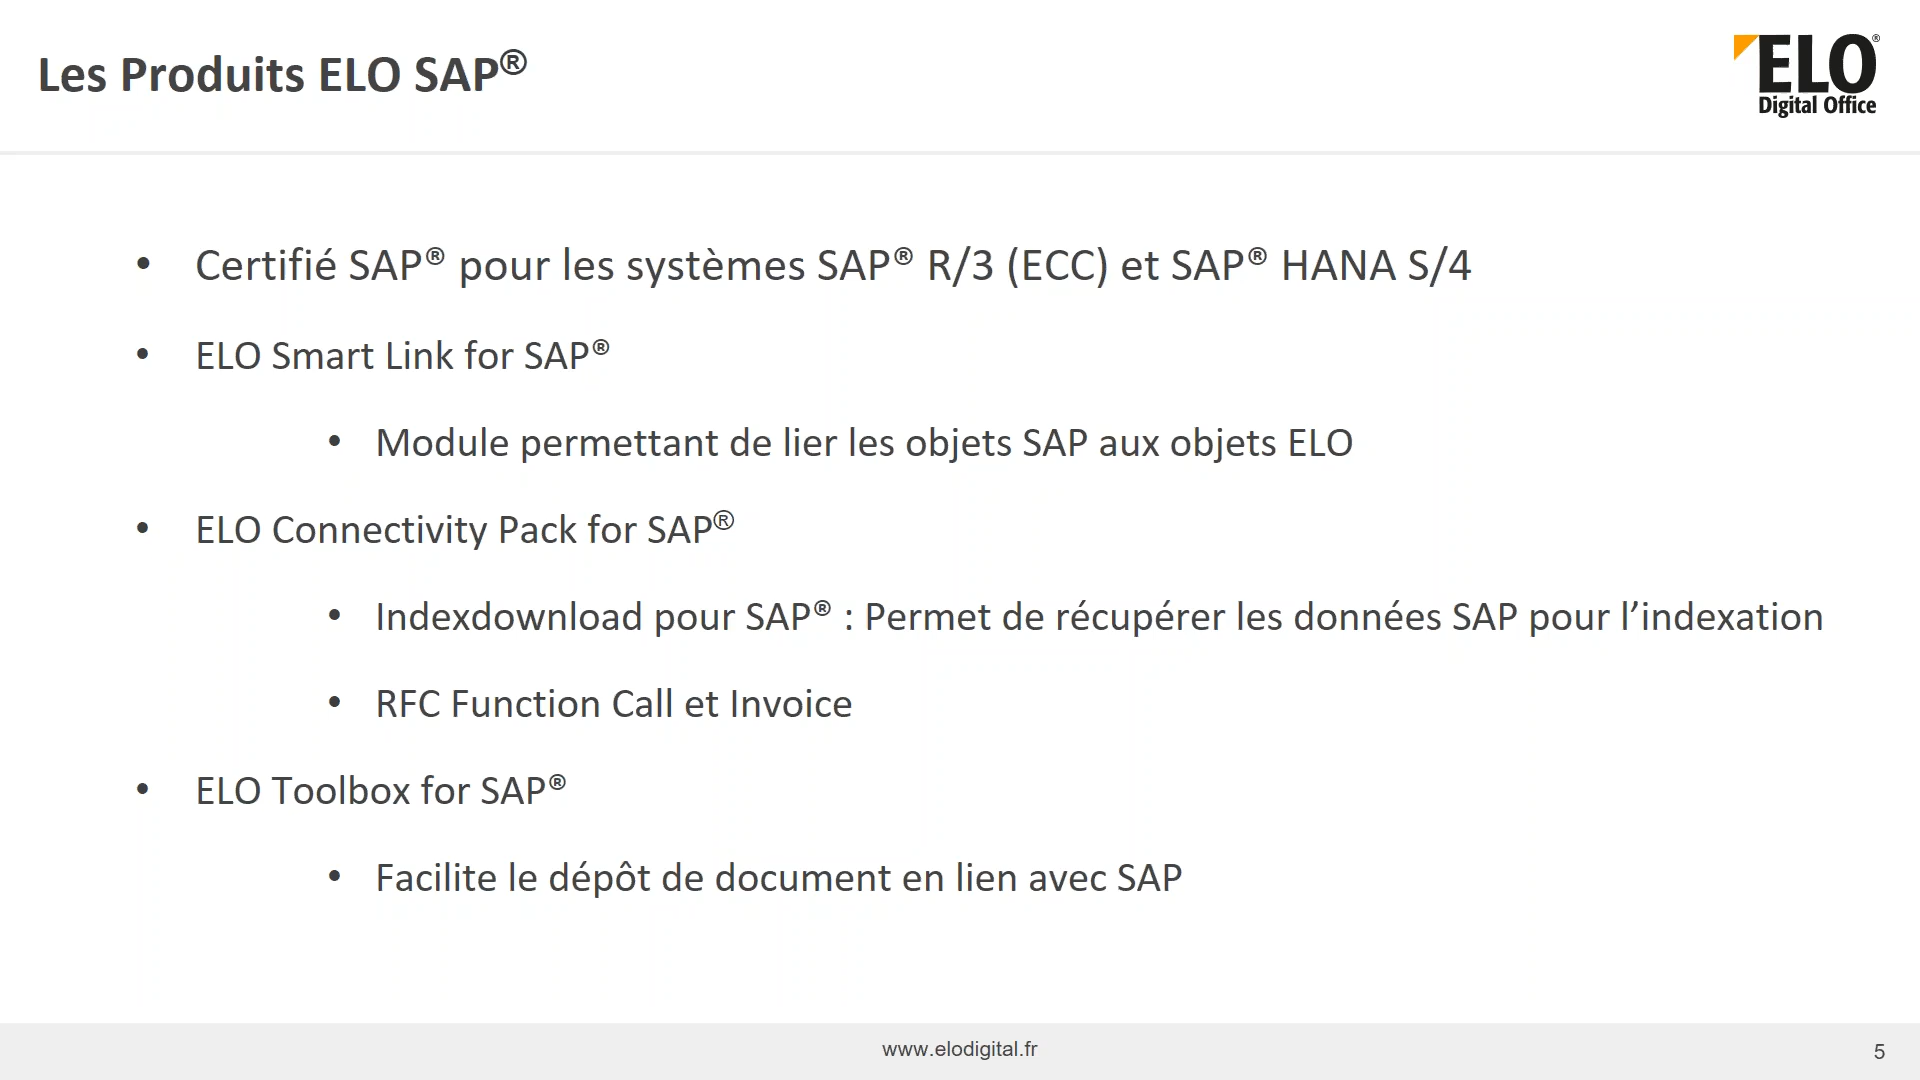 Les Produits ELO SAP®
ELO®
Digital Office
• Certifié SAP® pour les systèmes SAP® R/3 (ECC) et SAP® HANA S/4
• ELO Smart Link for SAP®
• Module permettant de lier les objets SAP aux objets ELO
• ELO Connectivity Pack for SAP®
• Indexdownload pour SAP® : Permet de récupérer les données SAP pour l’indexation
• RFC Function Call et Invoice
• ELO Toolbox for SAP®
• Facilite le dépôt de document en lien avec SAP
www.elodigital.fr
5